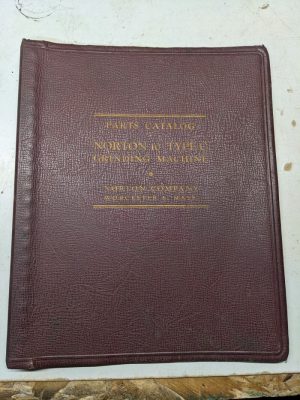 PARTS CATALOG
NORTON 10" TYPE C
GRINDING MACHINE
NORTON COMPANY
WORCESTER 6, MASS.